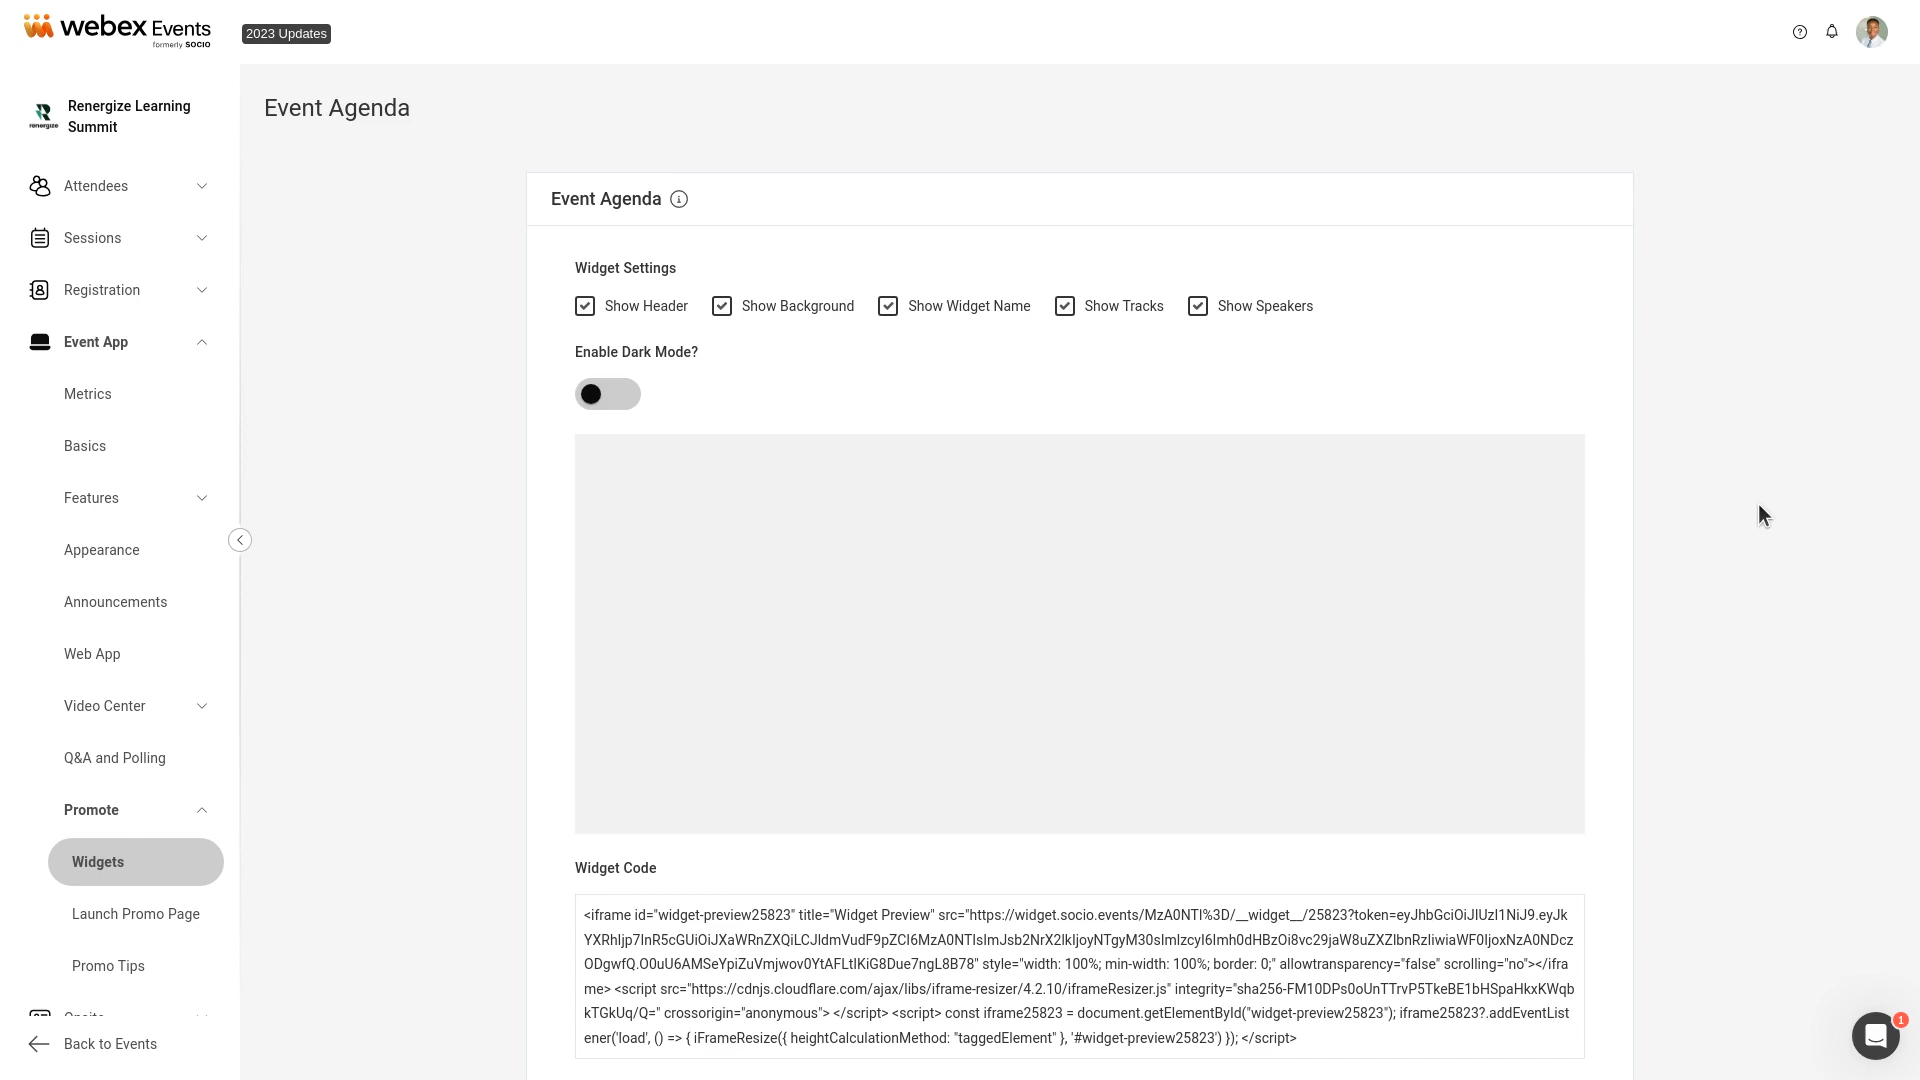 webex Events
formerly SOCIO
2023 Updates
Renergize Learning
Summit
renergize
Attendees
Sessions
Registration
Event App
Metrics
Basics
Features
Appearance
Announcements
Web App
Video Center
Q&A and Polling
Promote
Widgets
Launch Promo Page
Promo Tips
Onsite
Back to Events
Event Agenda
Event Agenda
Widget Settings
Show Header
Show Background
Show Widget Name
Show Tracks
Show Speakers
Enable Dark Mode?
Widget Code
<iframe id="widget-preview25823" title="Widget Preview" src="https://widget.socio.events/MzA0NTI%3D/__widget__/25823?token=eyJhbGciOiJIUzI1NiJ9.eyJk
YXRhIjp7InR5cGUiOiJXaWRnZXQiLCJldmVudF9pZCI6MzA0NTIsImJsb2NrX2lkIjoyNTgyM30sImlzcyI6Imh0dHBzOi8vc29jaW8uZXZlbnRzIiwiaWF0IjoxNzA0NDcz
ODgwfQ.O0uU6AMSeYpiZuVmjwov0YtAFLtIKiG8Due7ngL8B78" style="width: 100%; min-width: 100%; border: 0;" allowtransparency="false" scrolling="no"></ifra
me> <script src="https://cdnjs.cloudflare.com/ajax/libs/iframe-resizer/4.2.10/iframeResizer.js" integrity="sha256-FM10DPs0oUnTTrvP5TkeBE1bHSpaHkxKWqb
kTGkUq/Q=" crossorigin="anonymous"> </script> <script> const iframe25823 = document.getElementById("widget-preview25823"); iframe25823?.addEventList
ener('load', () => { iFrameResize({ heightCalculationMethod: "taggedElement" }, '#widget-preview25823') }); </script>
1